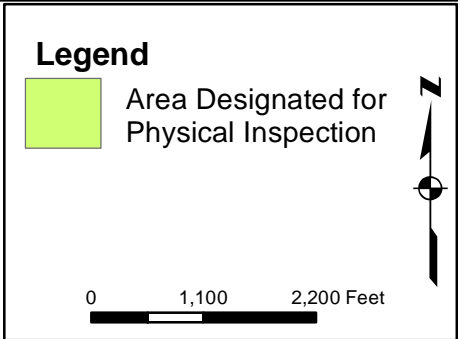 Legend
Area Designated for
Physical Inspection
N
0 1,100 2,200 Feet